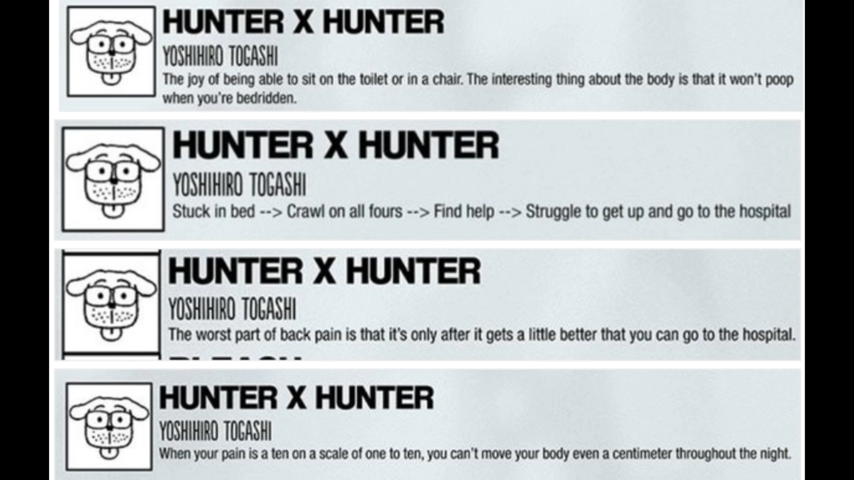 HUNTER X HUNTER
YOSHIHIRO TOGASHI
The joy of being able to sit on the toilet or in a chair. The interesting thing about the body is that it won't poop
when you're bedridden.
HUNTER X HUNTER
YOSHIHIRO TOGASHI
Stuck in bed --> Crawl on all fours --> Find help --> Struggle to get up and go to the hospital
HUNTER X HUNTER
YOSHIHIRO TOGASHI
The worst part of back pain is that it's only after it gets a little better that you can go to the hospital.
HUNTER X HUNTER
YOSHIHIRO TOGASHI
When your pain is a ten on a scale of one to ten, you can't move your body even a centimeter throughout the night.